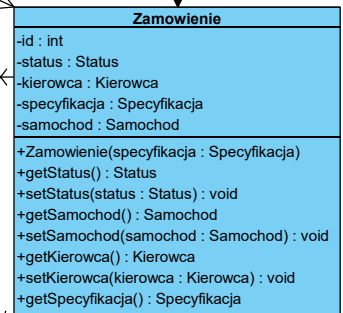 Zamowienie
-id : int
-status : Status
-kierowca : Kierowca
-specyfikacja : Specyfikacja
-samochod : Samochod
+Zamowienie(specyfikacja : Specyfikacja)
+getStatus() : Status
+setStatus(status : Status) : void
+getSamochod() : Samochod
+setSamochod(samochod : Samochod) : void
+getKierowca() : Kierowca
+setKierowca(kierowca : Kierowca) : void
+getSpecyfikacja() : Specyfikacja